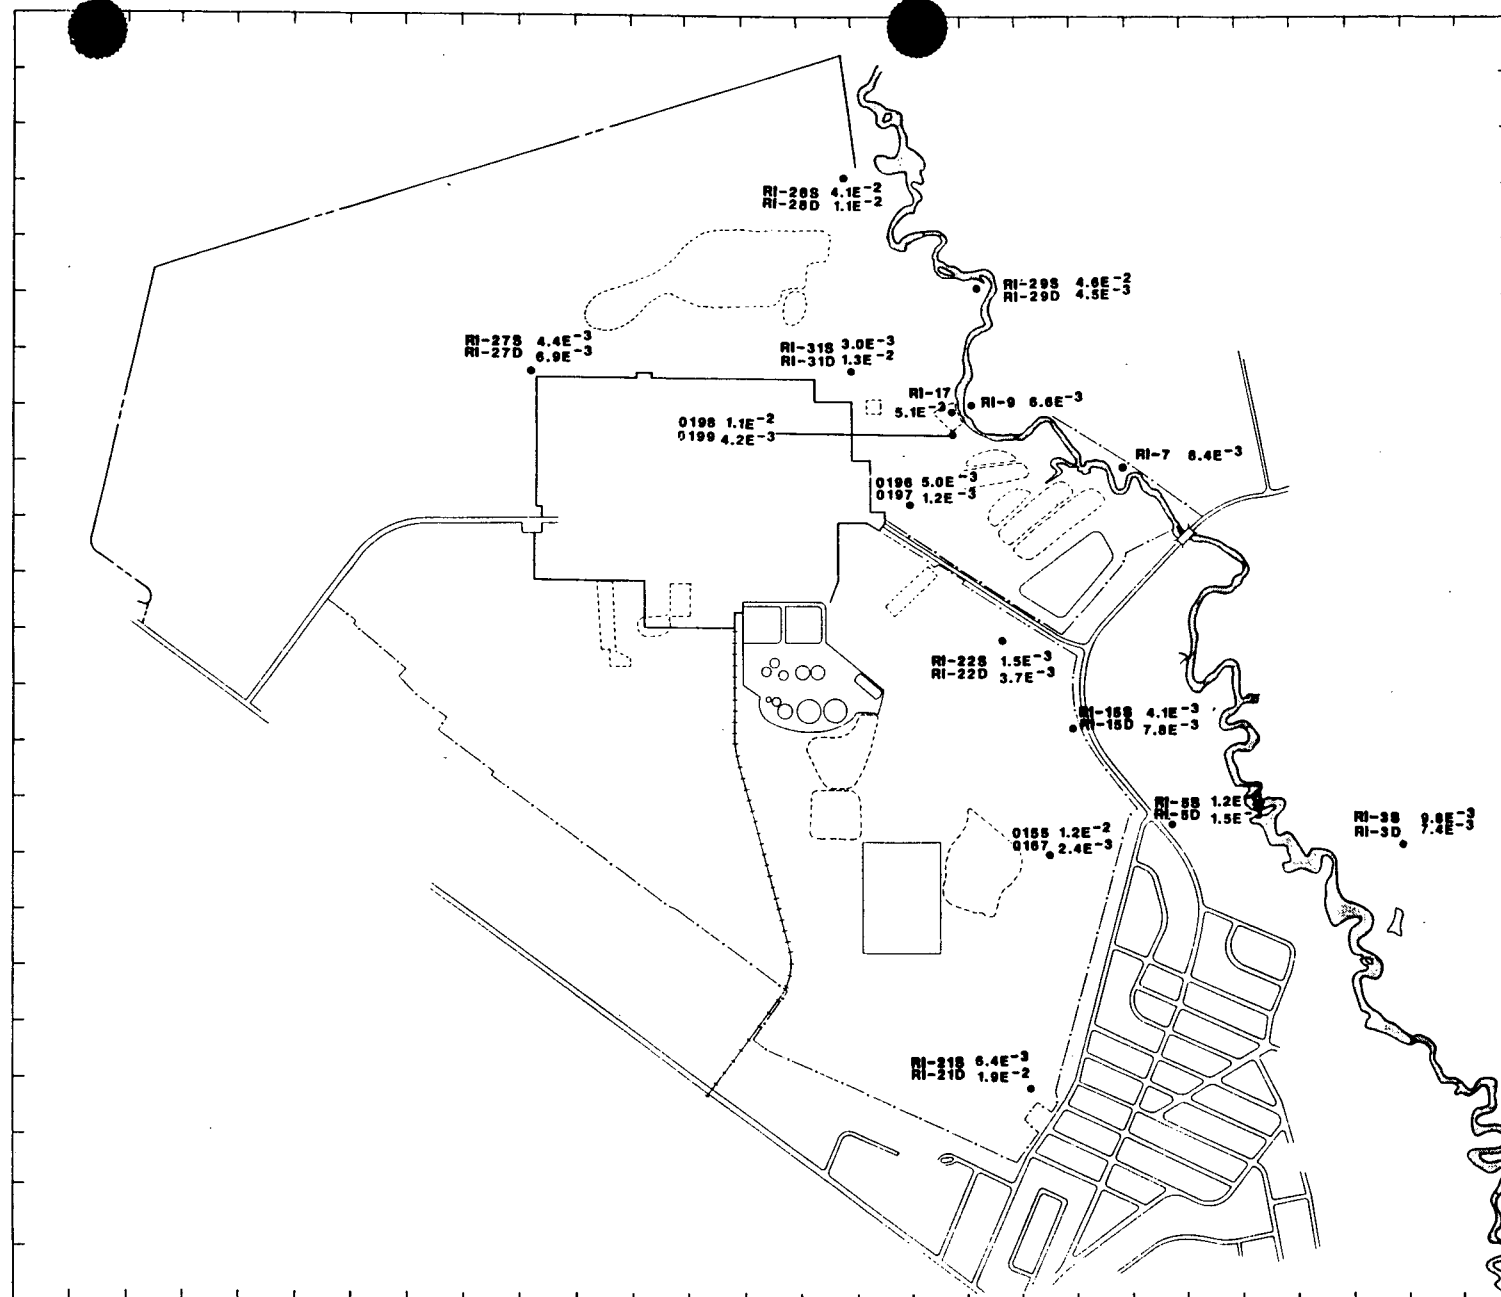 RI-28S 4.1E-2
RI-28D 1.1E-2
RI-29S 4.6E-2
RI-29D 4.5E-3
RI-27S 4.4E-3
RI-27D 6.9E-3
RI-31S 3.0E-3
RI-31D 1.3E-2
RI-17
5.1E-2
RI-9 6.6E-3
0198 1.1E-2
0199 4.2E-3
RI-7 8.4E-3
0196 5.0E-3
0197 1.2E-3
RI-22S 1.5E-3
RI-22D 3.7E-3
RI-15S 4.1E-3
RI-15D 7.8E-3
RI-5S 1.2E
RI-5D 1.5E-
RI-3S 9.8E-3
RI-3D 7.4E-3
0155 1.2E-2
0167 2.4E-3
RI-21S 6.4E-3
RI-21D 1.9E-2